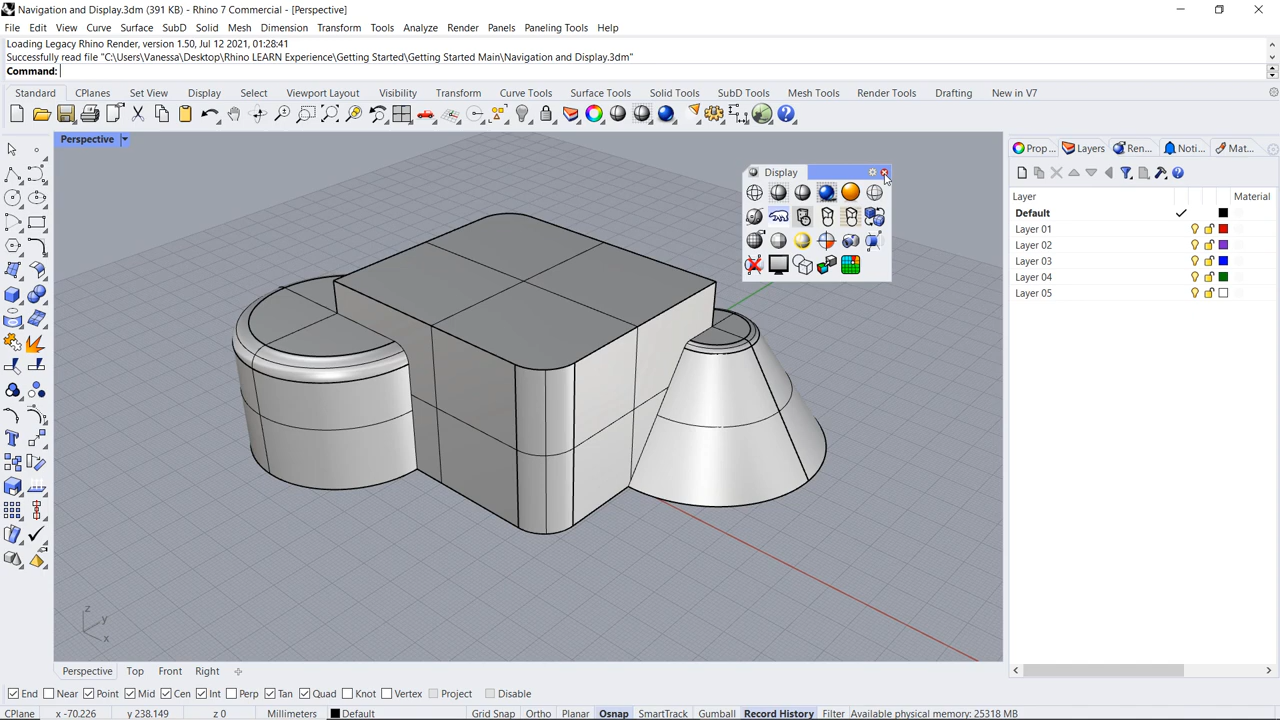 Navigation and Display.3dm (391 KB) - Rhino 7 Commercial - [Perspective]
File Edit View Curve Surface SubD Solid Mesh Dimension Transform Tools Analyze Render Panels Paneling Tools Help
Loading Legacy Rhino Render, version 1.50, Jul 12 2021, 01:28:41
Successfully read file "C:\Users\Vanessa\Desktop\Rhino LEARN Experience\Getting Started\Getting Started Main\Navigation and Display.3dm"
Command:
Standard CPlanes Set View Display Select Viewport Layout Visibility Transform Curve Tools Surface Tools Solid Tools SubD Tools Mesh Tools Render Tools Drafting New in V7
Perspective
Prop... Layers Ren... Noti... Mat...
Display
Layer Material
Default
Layer 01
Layer 02
Layer 03
Layer 04
Layer 05
z
y
x
Perspective Top Front Right
End Near Point Mid Cen Int Perp Tan Quad Knot Vertex Project Disable
CPlane x -70.226 y 238.149 z 0 Millimeters Default Grid Snap Ortho Planar Osnap SmartTrack Gumball Record History Filter Available physical memory: 25318 MB